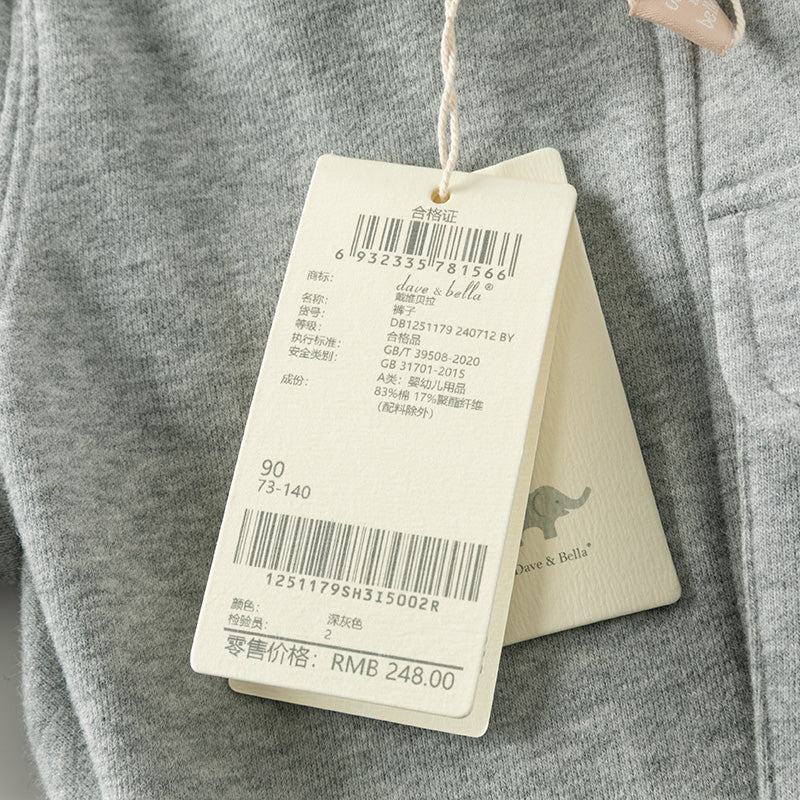 合格证
6 932335 781566
商标： dave & bella®
戴维贝拉
名称： 裤子
货号： DB1251179 240712 BY
等级： 合格品
执行标准： GB/T 39508-2020
安全类别： GB 31701-2015
A类：婴幼儿用品
成份： 83%棉 17%聚酯纤维
（配料除外）
90
73-140
1251179SH3I5002R
颜色： 深灰色
检验员： 2
零售价格：RMB 248.00
Dave & Bella®